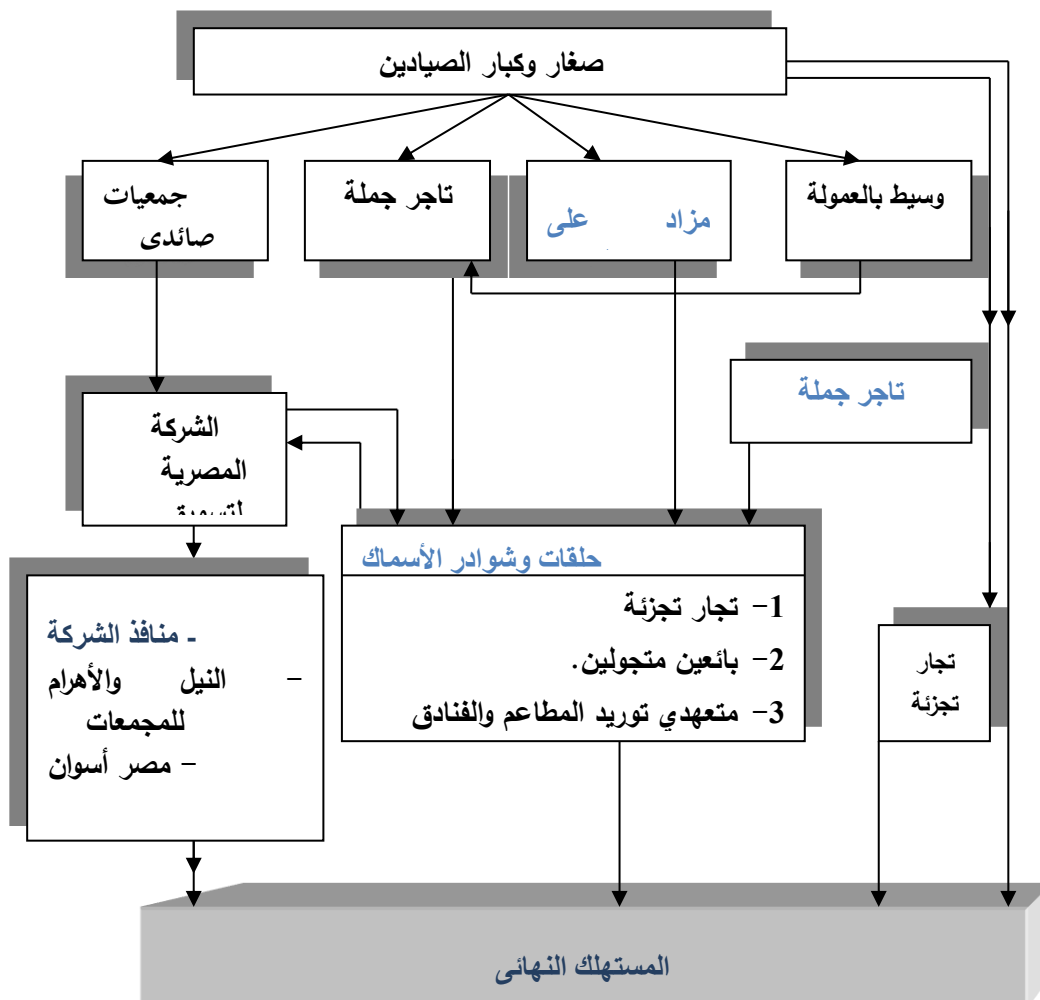 صغار وكبار الصيادين
وسيط بالعمولة
مزاد على
تاجر جملة
جمعيات
صائدى
تاجر جملة
الشركة
المصرية
حلقات وشوادر الأسماك
1- تجار تجزئة
2- بائعين متجولين.
3- متعهدي توريد المطاعم والفنادق
تجار
تجزئة
- منافذ الشركة
- النيل والأهرام
للمجمعات
- مصر أسوان
المستهلك النهائى